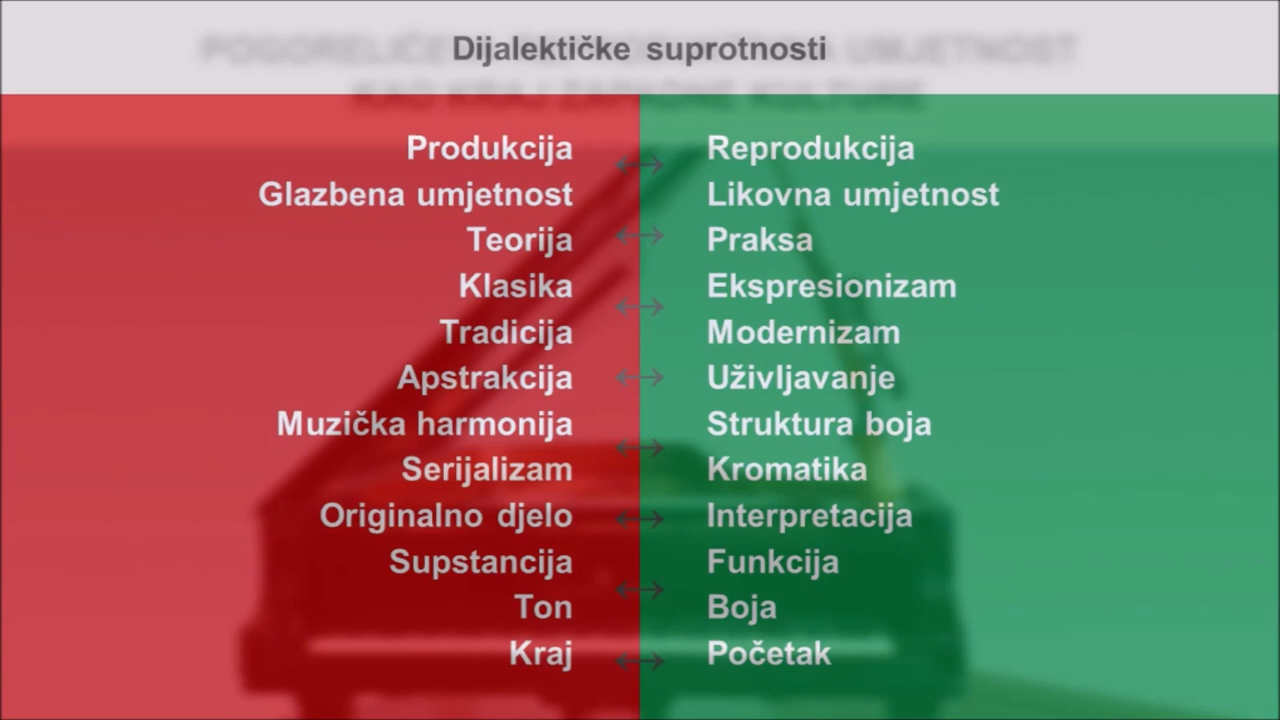 Dijalektičke suprotnosti
Produkcija ↔ Reprodukcija
Glazbena umjetnost Likovna umjetnost
Teorija ↔ Praksa
Klasika Ekspresionizam
↔
Tradicija Modernizam
Apstrakcija ↔ Uživljavanje
Muzička harmonija Struktura boja
↔
Serijalizam Kromatika
Originalno djelo ↔ Interpretacija
Supstancija Funkcija
↔
Ton Boja
Kraj ↔ Početak